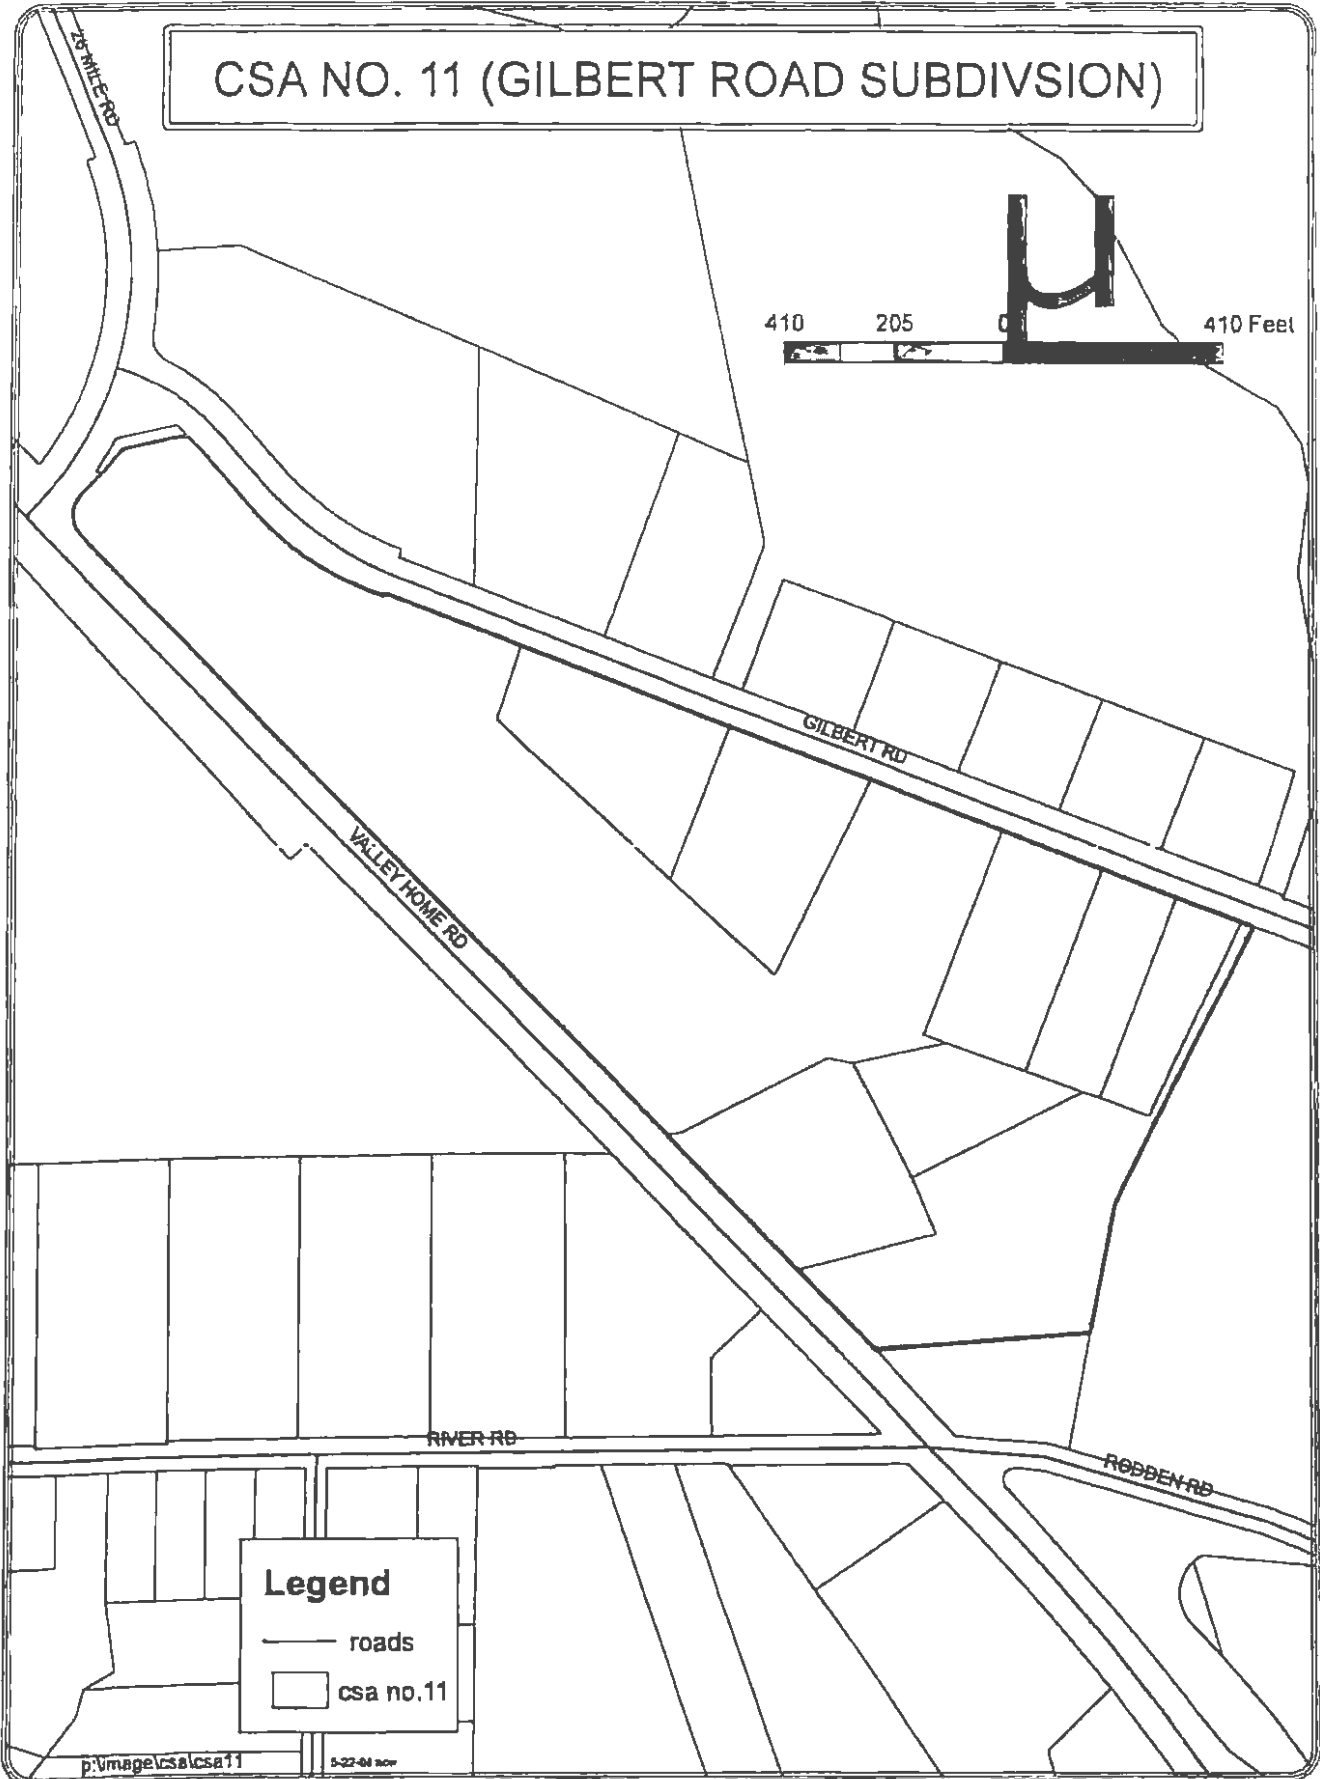 26 MILE RD
CSA NO. 11 (GILBERT ROAD SUBDIVSION)
410 205 0 410 Feet
GILBERT RD
VALLEY HOME RD
RIVER RD
RODDEN RD
Legend
roads
csa no.11
p:\image\csa\csa11